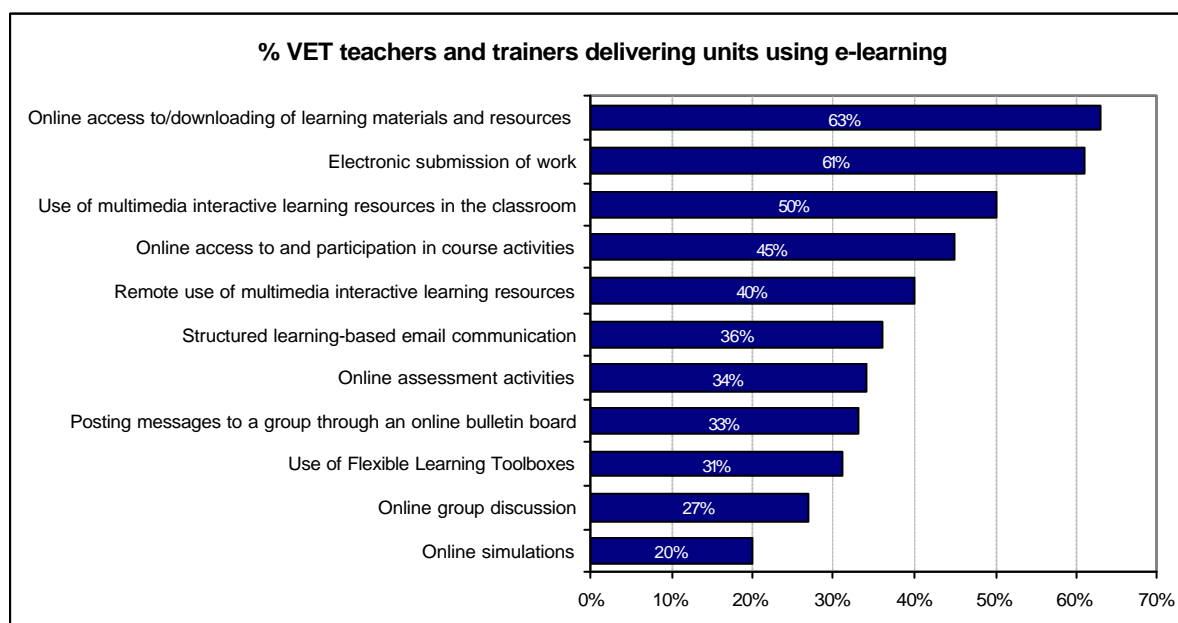 % VET teachers and trainers delivering units using e-learning
Online access to/downloading of learning materials and resources 63%
Electronic submission of work 61%
Use of multimedia interactive learning resources in the classroom 50%
Online access to and participation in course activities 45%
Remote use of multimedia interactive learning resources 40%
Structured learning-based email communication 36%
Online assessment activities 34%
Posting messages to a group through an online bulletin board 33%
Use of Flexible Learning Toolboxes 31%
Online group discussion 27%
Online simulations 20%
0% 10% 20% 30% 40% 50% 60% 70%